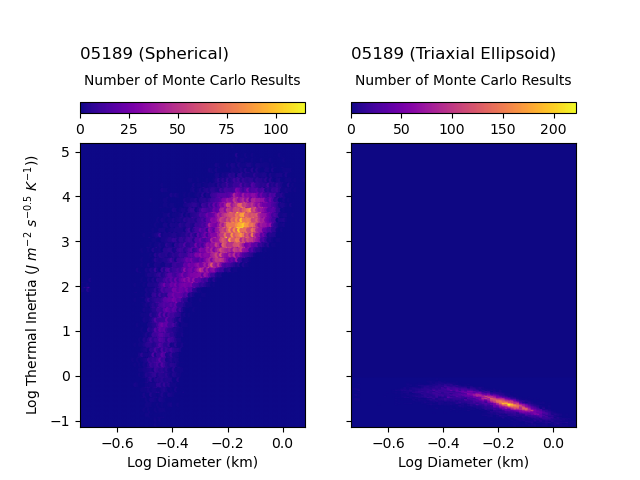 05189 (Spherical)
Number of Monte Carlo Results
0 25 50 75 100
05189 (Triaxial Ellipsoid)
Number of Monte Carlo Results
0 50 100 150 200
Log Thermal Inertia (J m⁻² s⁻⁰·⁵ K⁻¹))
5
4
3
2
1
0
−1
−0.6 −0.4 −0.2 0.0
Log Diameter (km)
−0.6 −0.4 −0.2 0.0
Log Diameter (km)